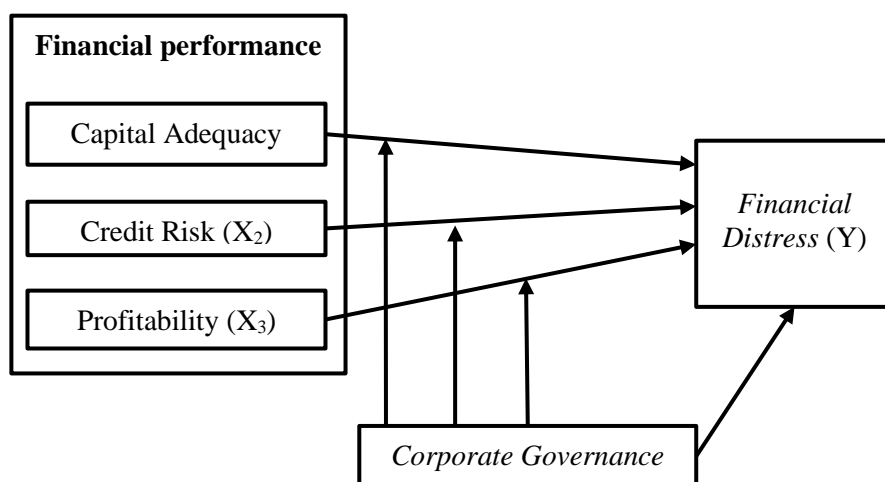 Financial performance
Capital Adequacy
Credit Risk (X₂)
Profitability (X₃)
Financial
Distress (Y)
Corporate Governance